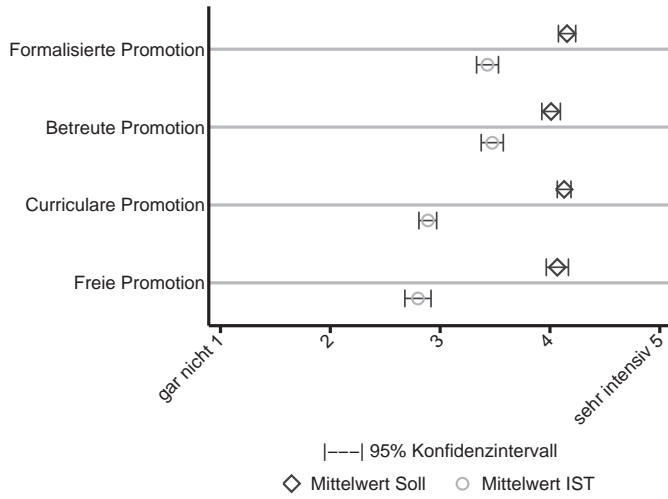 Formalisierte Promotion
Betreute Promotion
Curriculare Promotion
Freie Promotion
gar nicht 1
2
3
4
sehr intensiv 5
|−−−| 95% Konfidenzintervall
Mittelwert Soll
Mittelwert IST